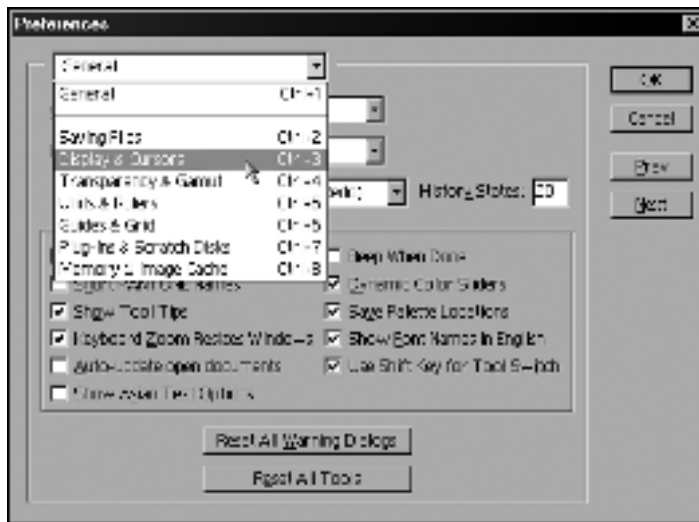 Preferences
General
General Ctrl+1
Saving Files Ctrl+2
Display & Cursors Ctrl+3
Transparency & Gamut Ctrl+4
Units & Rulers Ctrl+5
Guides & Grid Ctrl+6
Plug-Ins & Scratch Disks Ctrl+7
Memory & Image Cache Ctrl+8
OK
Cancel
Prev
Next
History States: 20
Beep When Done
Dynamic Color Sliders
Show Tool Tips
Save Palette Locations
Keyboard Zoom Resizes Windows
Show Font Names in English
Auto-update open documents
Use Shift Key for Tool Switch
Show Asian Text Options
Reset All Warning Dialogs
Reset All Tools